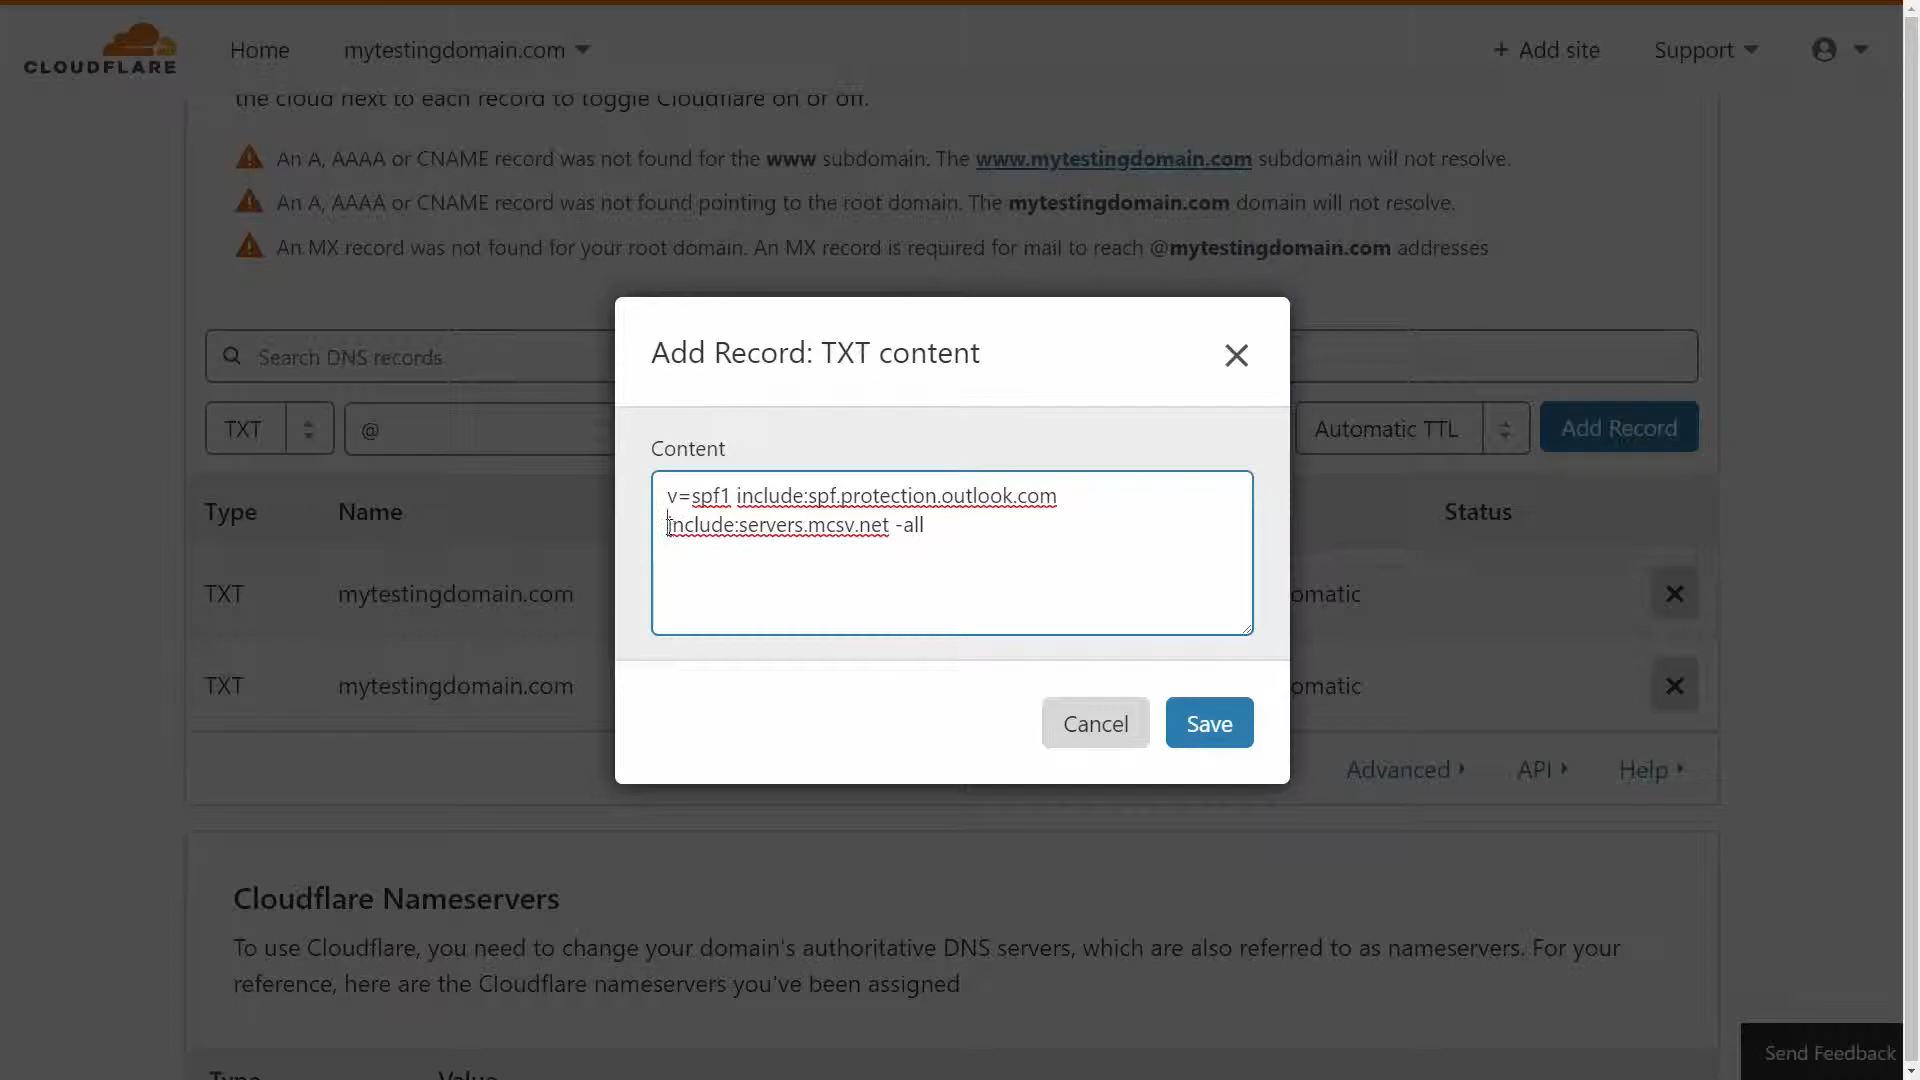 CLOUDFLARE
Home
mytestingdomain.com
+ Add site
Support
the cloud next to each record to toggle Cloudflare on or off.
An A, AAAA or CNAME record was not found for the www subdomain. The www.mytestingdomain.com subdomain will not resolve.
An A, AAAA or CNAME record was not found pointing to the root domain. The mytestingdomain.com domain will not resolve.
An MX record was not found for your root domain. An MX record is required for mail to reach @mytestingdomain.com addresses
Search DNS records
TXT
@
Automatic TTL
Add Record
Add Record: TXT content
Content
v=spf1 include:spf.protection.outlook.com
include:servers.mcsv.net -all
Cancel
Save
Type
Name
Status
TXT
mytestingdomain.com
omatic
TXT
mytestingdomain.com
omatic
Advanced
API
Help
Cloudflare Nameservers
To use Cloudflare, you need to change your domain's authoritative DNS servers, which are also referred to as nameservers. For your
reference, here are the Cloudflare nameservers you've been assigned
Type
Value
Send Feedback